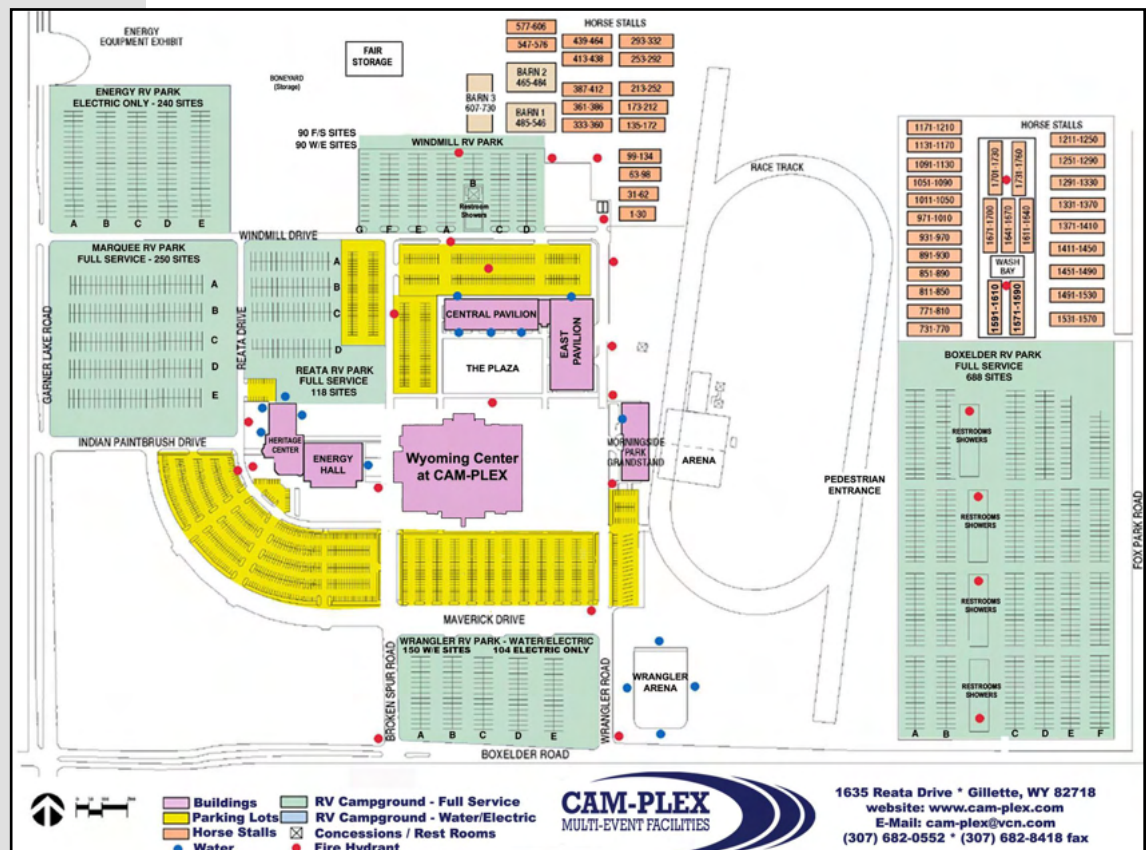 ENERGY
EQUIPMENT EXHIBIT
FAIR
STORAGE
BONEYARD
(Storage)
577-606
547-576
HORSE STALLS
439-464
293-332
413-438
253-292
BARN 2
465-484
BARN 3
607-730
BARN 1
485-546
387-412
213-252
361-386
173-212
333-360
135-172
99-134
63-98
31-62
1-30
ENERGY RV PARK
ELECTRIC ONLY - 240 SITES
A B C D E
90 F/S SITES
90 W/E SITES
WINDMILL RV PARK
B
Restroom
Showers
G F E A C D
WINDMILL DRIVE
RACE TRACK
HORSE STALLS
1171-1210
1131-1170
1091-1130
1051-1090
1011-1050
971-1010
931-970
891-930
851-890
811-850
771-810
731-770
1701-1730
1731-1760
1671-1700
1641-1670
1611-1640
WASH
BAY
1591-1610
1571-1590
1211-1250
1251-1290
1291-1330
1331-1370
1371-1410
1411-1450
1451-1490
1491-1530
1531-1570
MARQUEE RV PARK
FULL SERVICE - 250 SITES
A
B
C
D
E
GARNER LAKE ROAD
REATA DRIVE
A
B
C
D
REATA RV PARK
FULL SERVICE
118 SITES
CENTRAL PAVILION
EAST
PAVILION
THE PLAZA
INDIAN PAINTBRUSH DRIVE
HERITAGE
CENTER
ENERGY
HALL
Wyoming Center
at CAM-PLEX
MORNINGSIDE
PARK
GRANDSTAND
ARENA
PEDESTRIAN
ENTRANCE
BOXELDER RV PARK
FULL SERVICE
688 SITES
RESTROOMS
SHOWERS
RESTROOMS
SHOWERS
RESTROOMS
SHOWERS
RESTROOMS
SHOWERS
A B C D E F
FOX PARK ROAD
MAVERICK DRIVE
WRANGLER RV PARK - WATER/ELECTRIC
150 W/E SITES 104 ELECTRIC ONLY
A B C D E
BROKEN SPUR ROAD
WRANGLER ROAD
WRANGLER
ARENA
BOXELDER ROAD
Buildings
Parking Lots
Horse Stalls
Water
RV Campground - Full Service
RV Campground - Water/Electric
Concessions / Rest Rooms
Fire Hydrant
CAM-PLEX
MULTI-EVENT FACILITIES
1635 Reata Drive * Gillette, WY 82718
website: www.cam-plex.com
E-Mail: cam-plex@vcn.com
(307) 682-0552 * (307) 682-8418 fax